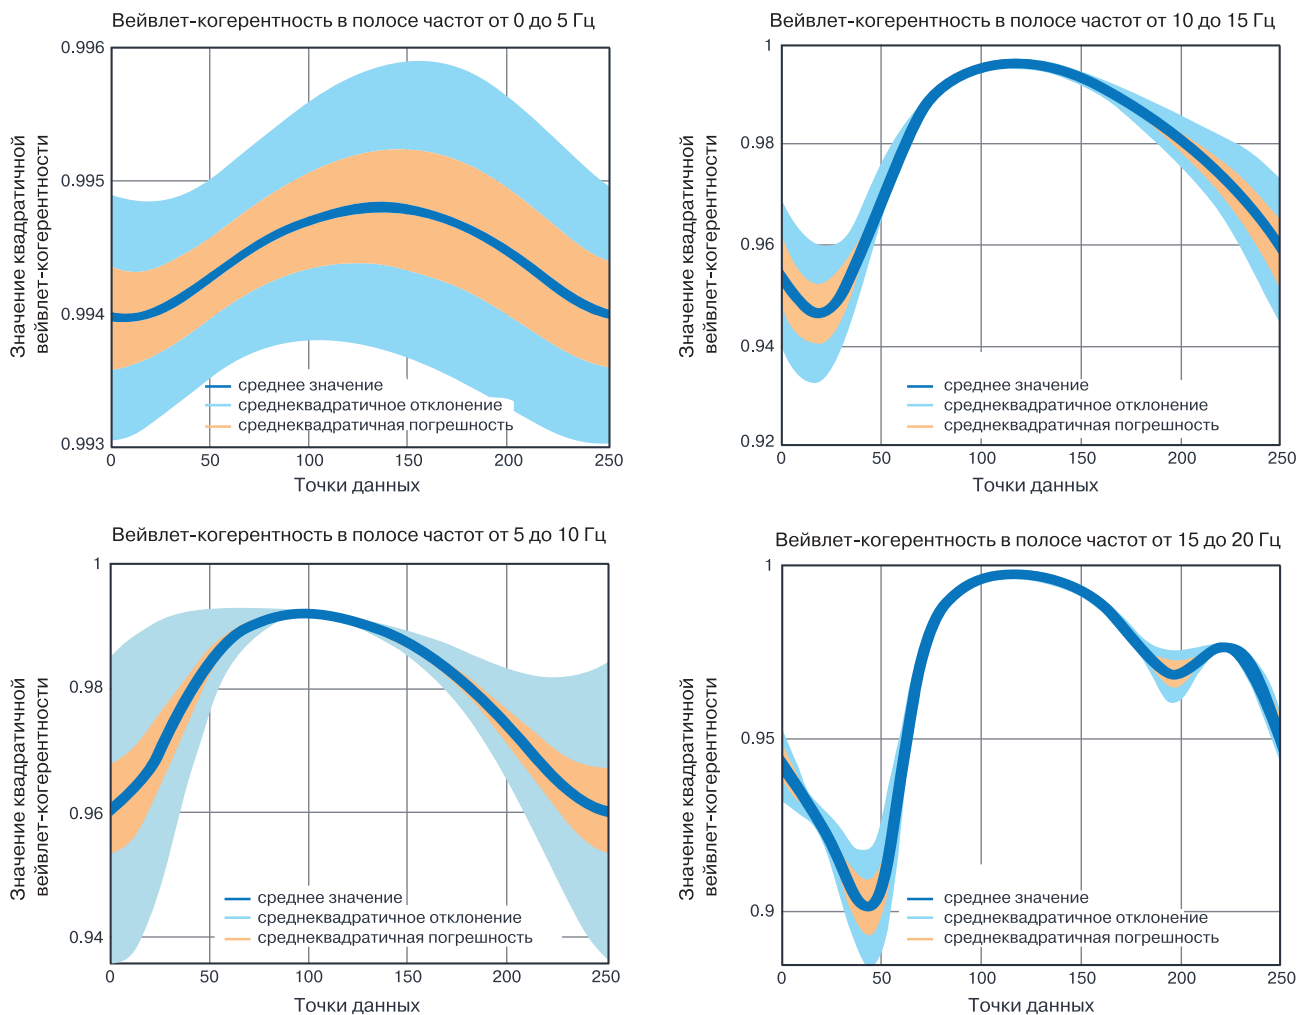 Вейвлет-когерентность в полосе частот от 0 до 5 Гц
0.996
0.995
0.994
0.993
Значение квадратичной
вейвлет-когерентности
среднее значение
среднеквадратичное отклонение
среднеквадратичная погрешность
0 50 100 150 200 250
Точки данных
Вейвлет-когерентность в полосе частот от 10 до 15 Гц
1
0.98
0.96
0.94
0.92
Значение квадратичной
вейвлет-когерентности
среднее значение
среднеквадратичное отклонение
среднеквадратичная погрешность
0 50 100 150 200 250
Точки данных
Вейвлет-когерентность в полосе частот от 5 до 10 Гц
1
0.98
0.96
0.94
Значение квадратичной
вейвлет-когерентности
среднее значение
среднеквадратичное отклонение
среднеквадратичная погрешность
0 50 100 150 200 250
Точки данных
Вейвлет-когерентность в полосе частот от 15 до 20 Гц
1
0.95
0.9
Значение квадратичной
вейвлет-когерентности
среднее значение
среднеквадратичное отклонение
среднеквадратичная погрешность
0 50 100 150 200 250
Точки данных